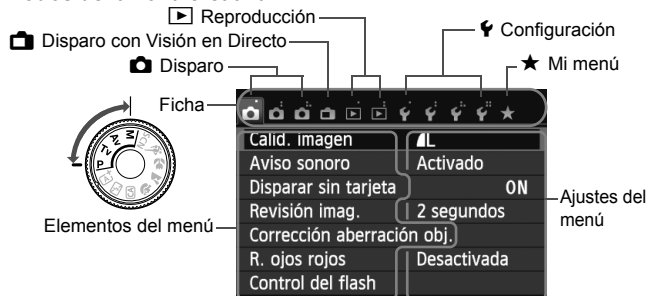 Reproducción
Disparo con Visión en Directo
Configuración
Disparo
Mi menú
Ficha
Calid. imagen L
Aviso sonoro Activado
Disparar sin tarjeta ON
Revisión imag. 2 segundos
Corrección aberración obj.
R. ojos rojos Desactivada
Control del flash
Elementos del menú
Ajustes del
menú
P
Tv
Av
M